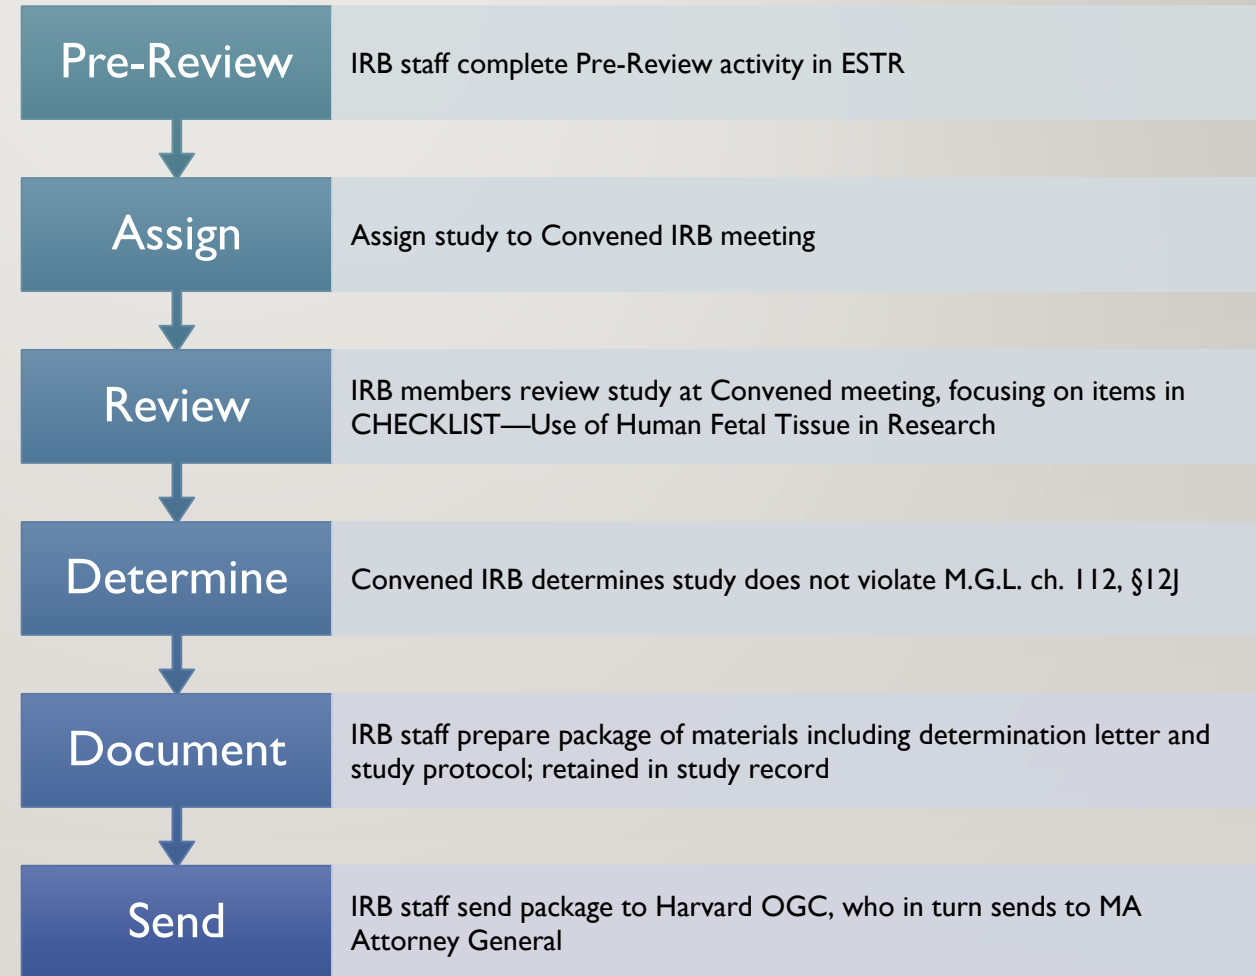 Pre-Review
IRB staff complete Pre-Review activity in ESTR
Assign
Assign study to Convened IRB meeting
Review
IRB members review study at Convened meeting, focusing on items in
CHECKLIST—Use of Human Fetal Tissue in Research
Determine
Convened IRB determines study does not violate M.G.L. ch. 112, §12J
Document
IRB staff prepare package of materials including determination letter and
study protocol; retained in study record
Send
IRB staff send package to Harvard OGC, who in turn sends to MA
Attorney General